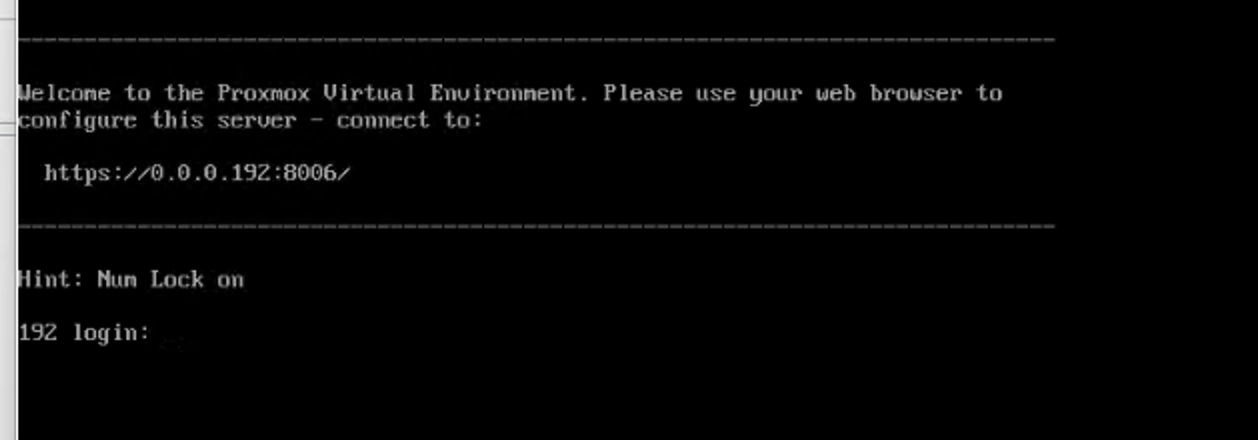 Welcome to the Proxmox Virtual Environment. Please use your web browser to
configure this server - connect to:
https://0.0.0.192:8006/
Hint: Num Lock on
192 login: